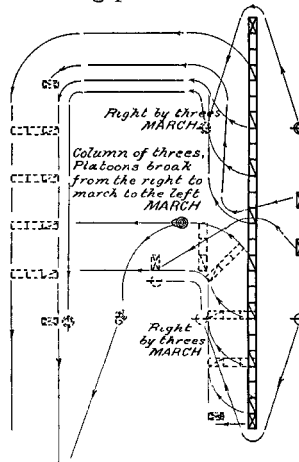 Right by threes
MARCH
Column of threes,
Platoons break
from the right to
march to the left
MARCH
Right
by threes
MARCH